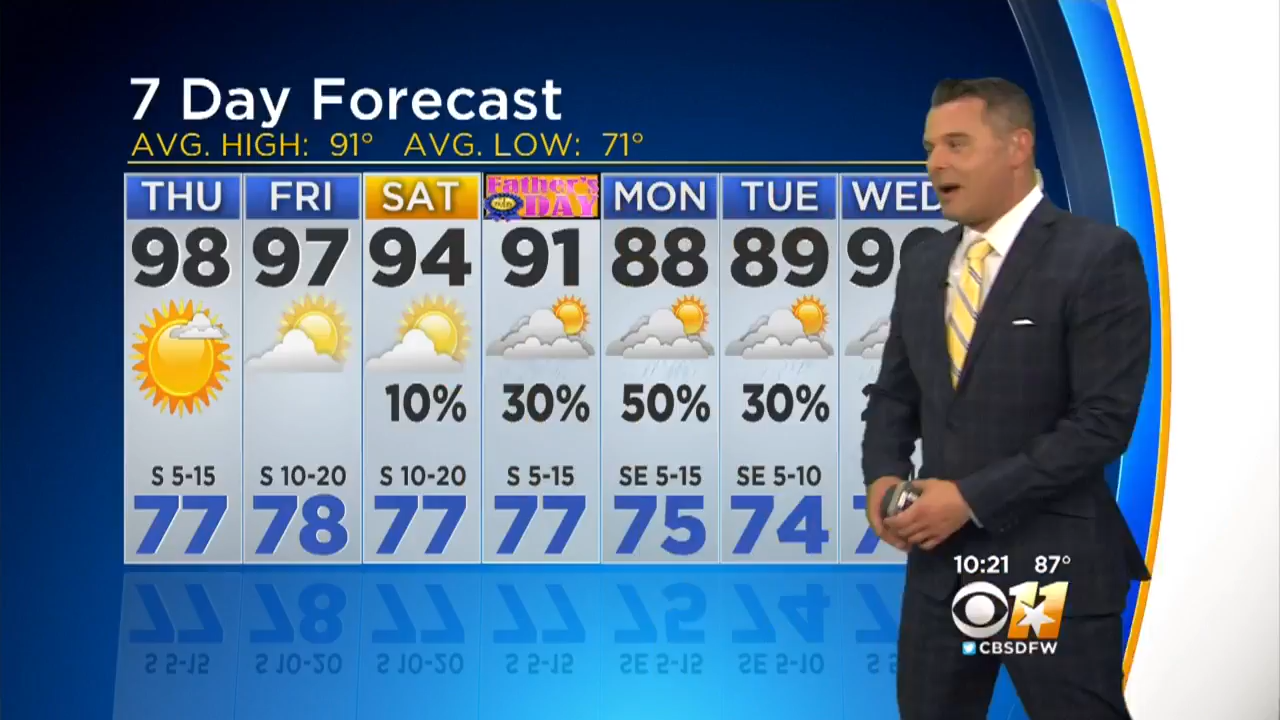 7 Day Forecast
AVG. HIGH: 91° AVG. LOW: 71°
THU FRI SAT Father's DAY MON TUE WED
98 97 94 91 88 89
10% 30% 50% 30%
S 5-15 S 10-20 S 10-20 S 5-15 SE 5-15 SE 5-10
77 78 77 77 75 74
10:21 87°
11
CBSDFW